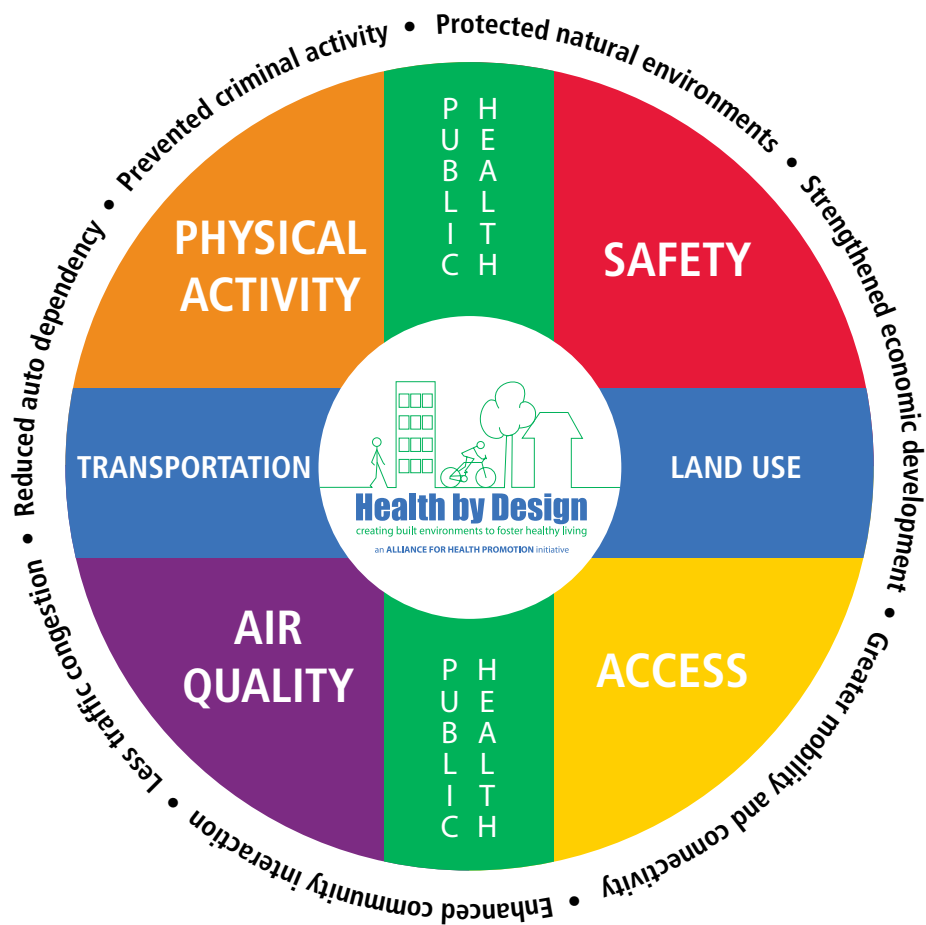 Protected natural environments •
Strengthened economic development •
Greater mobility and connectivity •
Enhanced community interaction •
Less traffic congestion •
Reduced auto dependency •
Prevented criminal activity •
PUBLIC
HEALTH
PHYSICAL
ACTIVITY
SAFETY
TRANSPORTATION
Health by Design
creating built environments to foster healthy living
an ALLIANCE FOR HEALTH PROMOTION initiative
LAND USE
AIR
QUALITY
ACCESS
PUBLIC
HEALTH